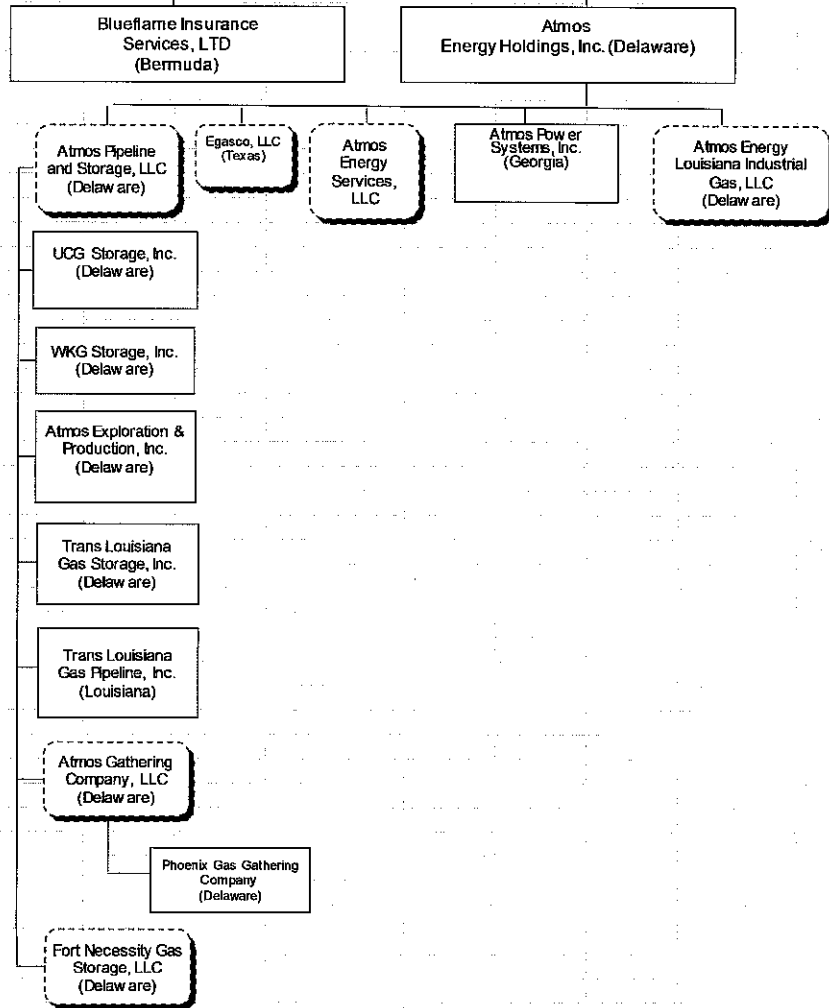 Blueflame Insurance
Services, LTD
(Bermuda)
Atmos
Energy Holdings, Inc. (Delaware)
Atmos Pipeline
and Storage, LLC
(Delaware)
Egasco, LLC
(Texas)
Atmos
Energy
Services,
LLC
Atmos Power
Systems, Inc.
(Georgia)
Atmos Energy
Louisiana Industrial
Gas, LLC
(Delaware)
UCG Storage, Inc.
(Delaware)
WKG Storage, Inc.
(Delaware)
Atmos Exploration &
Production, Inc.
(Delaware)
Trans Louisiana
Gas Storage, Inc.
(Delaware)
Trans Louisiana
Gas Pipeline, Inc.
(Louisiana)
Atmos Gathering
Company, LLC
(Delaware)
Phoenix Gas Gathering
Company
(Delaware)
Fort Necessity Gas
Storage, LLC
(Delaware)